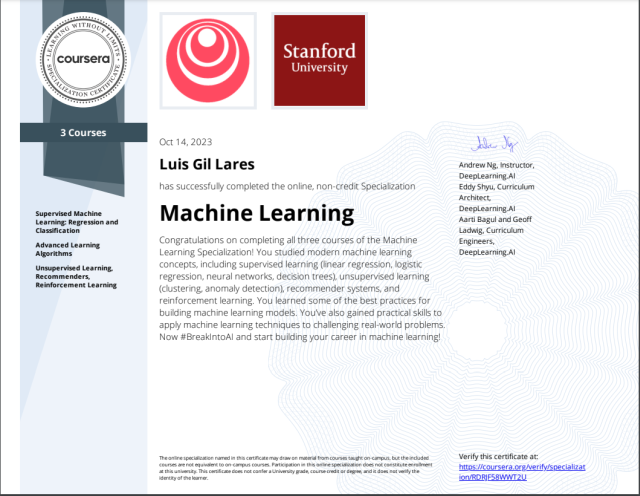 LEARNING WITHOUT LIMITS
coursera
SPECIALIZATION CERTIFICATE
Stanford
University
3 Courses
Supervised Machine
Learning: Regression and
Classification
Advanced Learning
Algorithms
Unsupervised Learning,
Recommenders,
Reinforcement Learning
Oct 14, 2023
Luis Gil Lares
has successfully completed the online, non-credit Specialization
Machine Learning
Congratulations on completing all three courses of the Machine
Learning Specialization! You studied modern machine learning
concepts, including supervised learning (linear regression, logistic
regression, neural networks, decision trees), unsupervised learning
(clustering, anomaly detection), recommender systems, and
reinforcement learning. You learned some of the best practices for
building machine learning models. You've also gained practical skills to
apply machine learning techniques to challenging real-world problems.
Now #BreakIntoAI and start building your career in machine learning!
Andrew Ng, Instructor,
DeepLearning.AI
Eddy Shyu, Curriculum
Architect,
DeepLearning.AI
Aarti Bagul and Geoff
Ladwig, Curriculum
Engineers,
DeepLearning.AI
The online specialization named in this certificate may draw on material from courses taught on-campus, but the included
courses are not equivalent to on-campus courses. Participation in this online specialization does not constitute enrollment
at this university. This certificate does not confer a University grade, course credit or degree, and it does not verify the
identity of the learner.
Verify this certificate at:
https://coursera.org/verify/specializat
ion/RDRJF58WWT2U